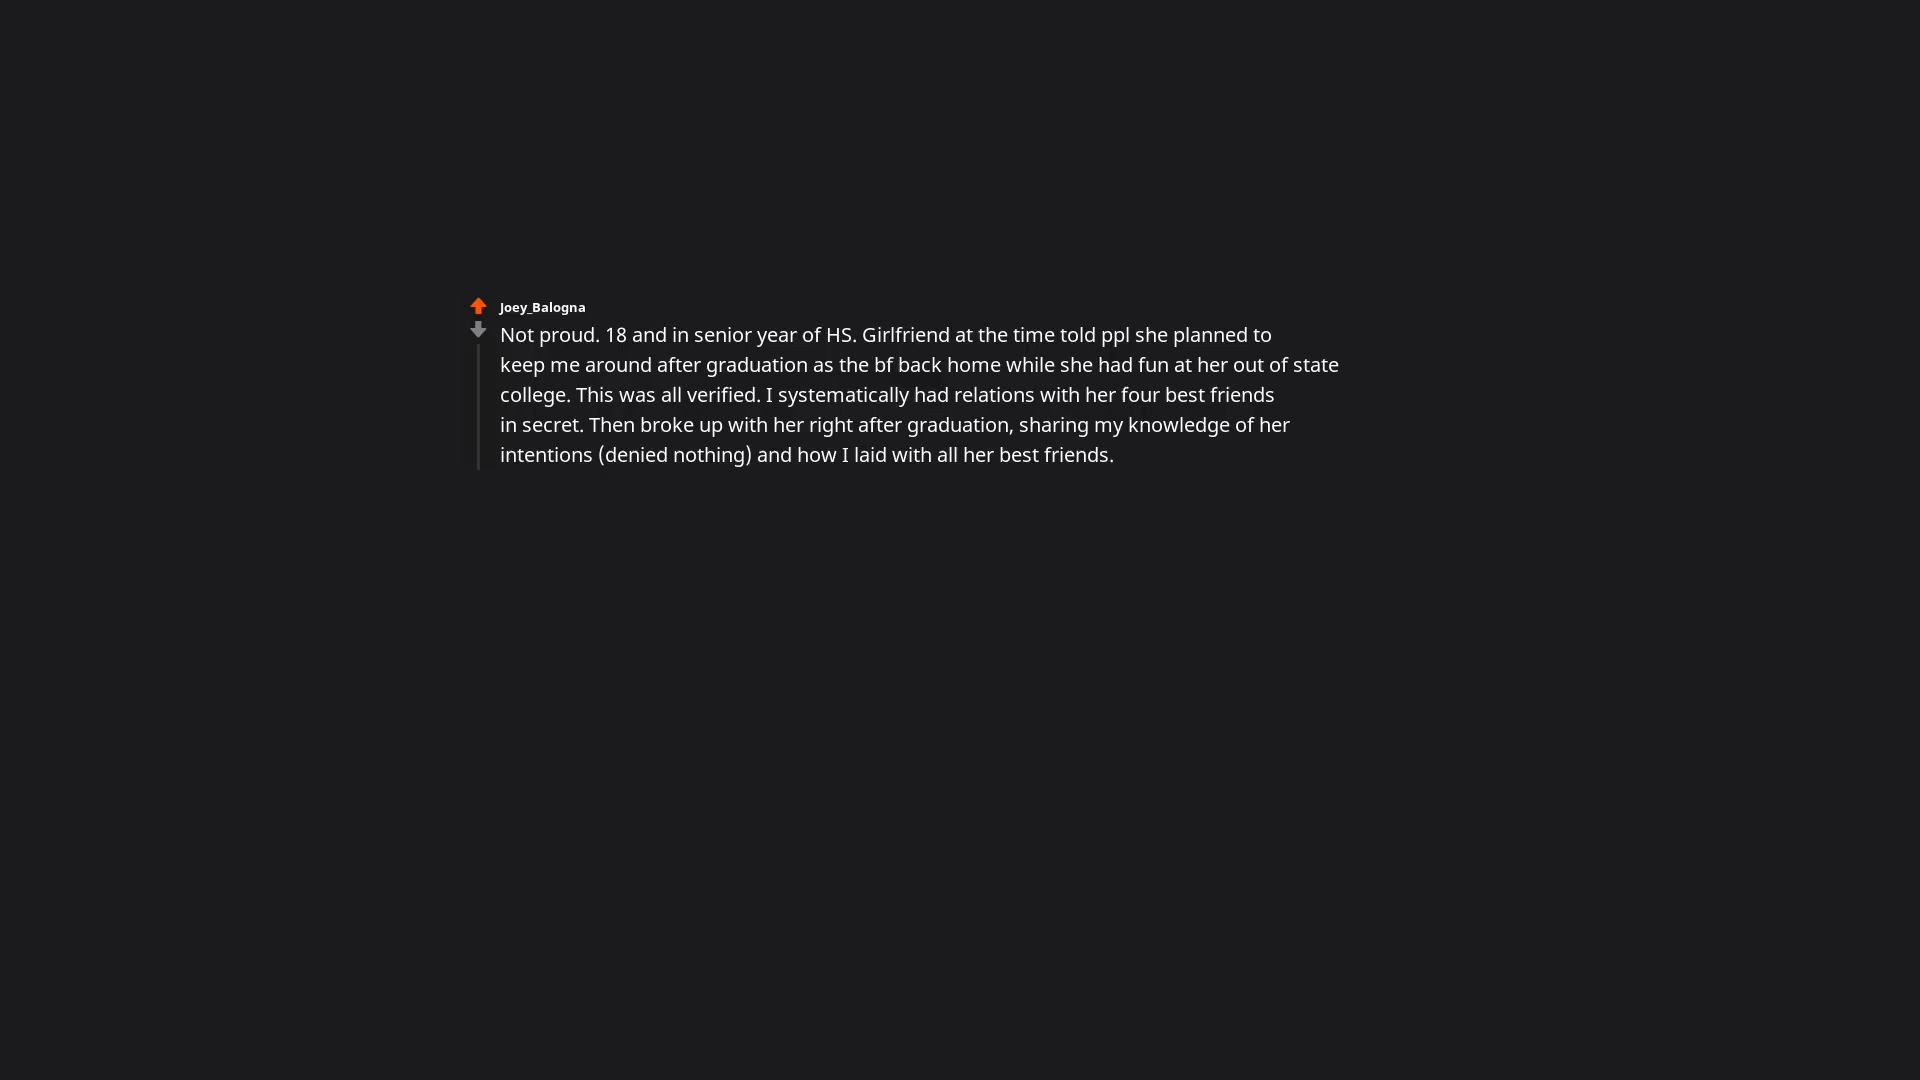 Joey_Balogna
Not proud. 18 and in senior year of HS. Girlfriend at the time told ppl she planned to
keep me around after graduation as the bf back home while she had fun at her out of state
college. This was all verified. I systematically had relations with her four best friends
in secret. Then broke up with her right after graduation, sharing my knowledge of her
intentions (denied nothing) and how I laid with all her best friends.